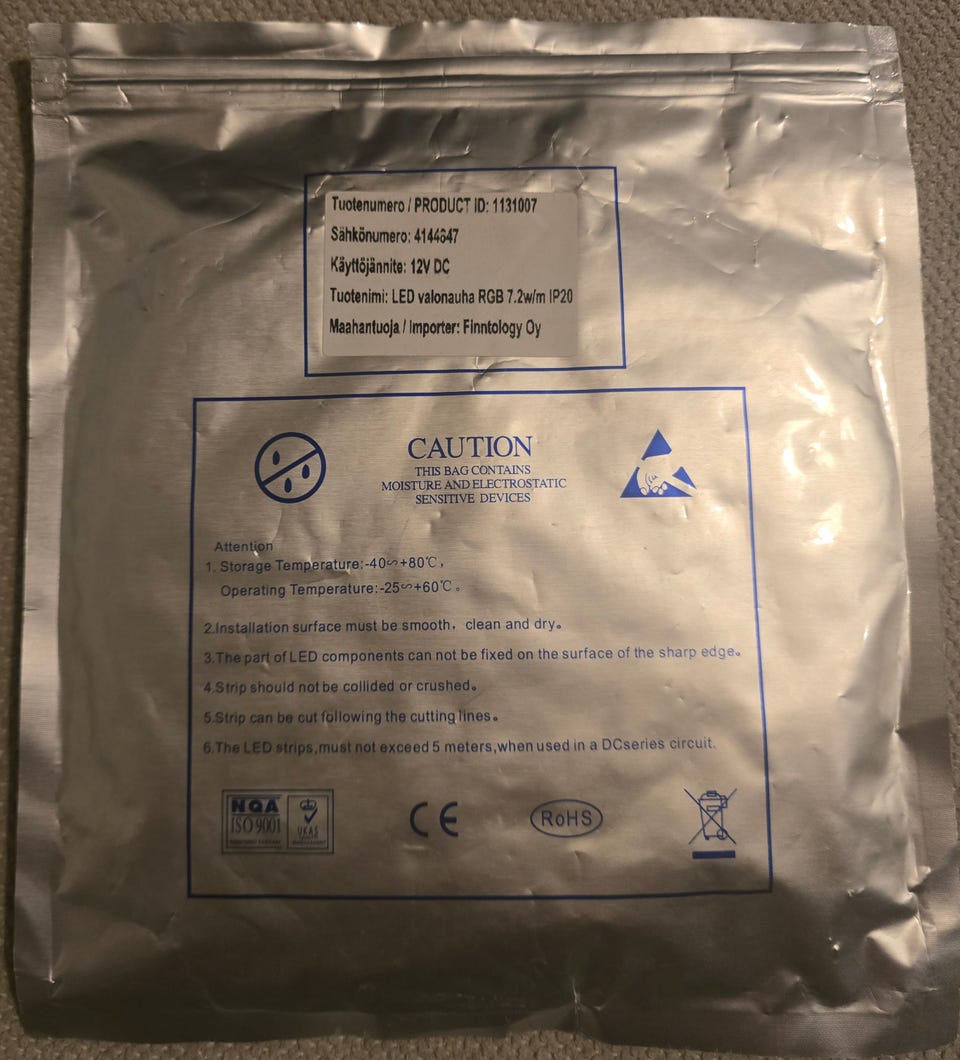 Tuotenumero / PRODUCT ID: 1131007
Sähkönumero: 4144647
Käyttöjännite: 12V DC
Tuotenimi: LED valonauha RGB 7.2w/m IP20
Maahantuoja / Importer: Finntology Oy
CAUTION
THIS BAG CONTAINS
MOISTURE AND ELECTROSTATIC
SENSITIVE DEVICES
Attention
1. Storage Temperature:-40∽+80℃,
Operating Temperature:-25∽+60℃。
2.Installation surface must be smooth，clean and dry。
3.The part of LED components can not be fixed on the surface of the sharp edge。
4.Strip should not be collided or crushed。
5.Strip can be cut following the cutting lines。
6.The LED strips,must not exceed 5 meters,when used in a DCseries circuit.
NQA
ISO 9001
UKAS
CE
RoHS